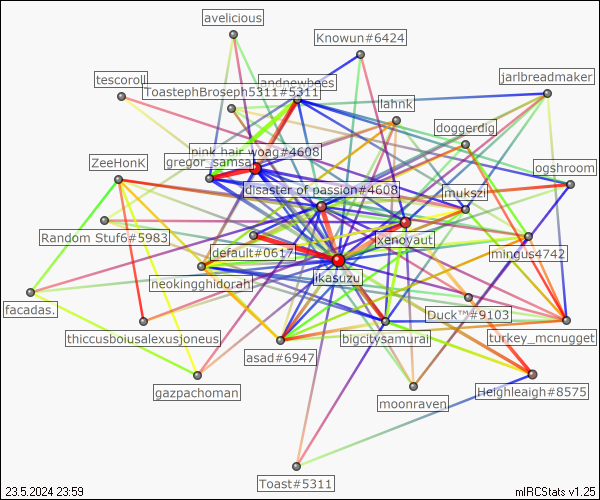 avelicious
Knowun#6424
tescoroll
andnewbees
ToastephBroseph5311#5311
jarlbreadmaker
lahnk
doggerdig
pink hair woag#4608
gregor_samsa
ZeeHonK
ogshroom
disaster of passion#4608
mukszi
Random Stuf6#5983
default#0617
xenoyaut
mingus4742
neokingghidorah
ikasuzu
facadas.
Duck™#9103
thiccusboiusalexusjoneus
bigcitysamurai
turkey_mcnugget
asad#6947
gazpachoman
moonraven
Heighleigh#8575
Toast#5311
23.5.2024 23:59
mIRCStats v1.25